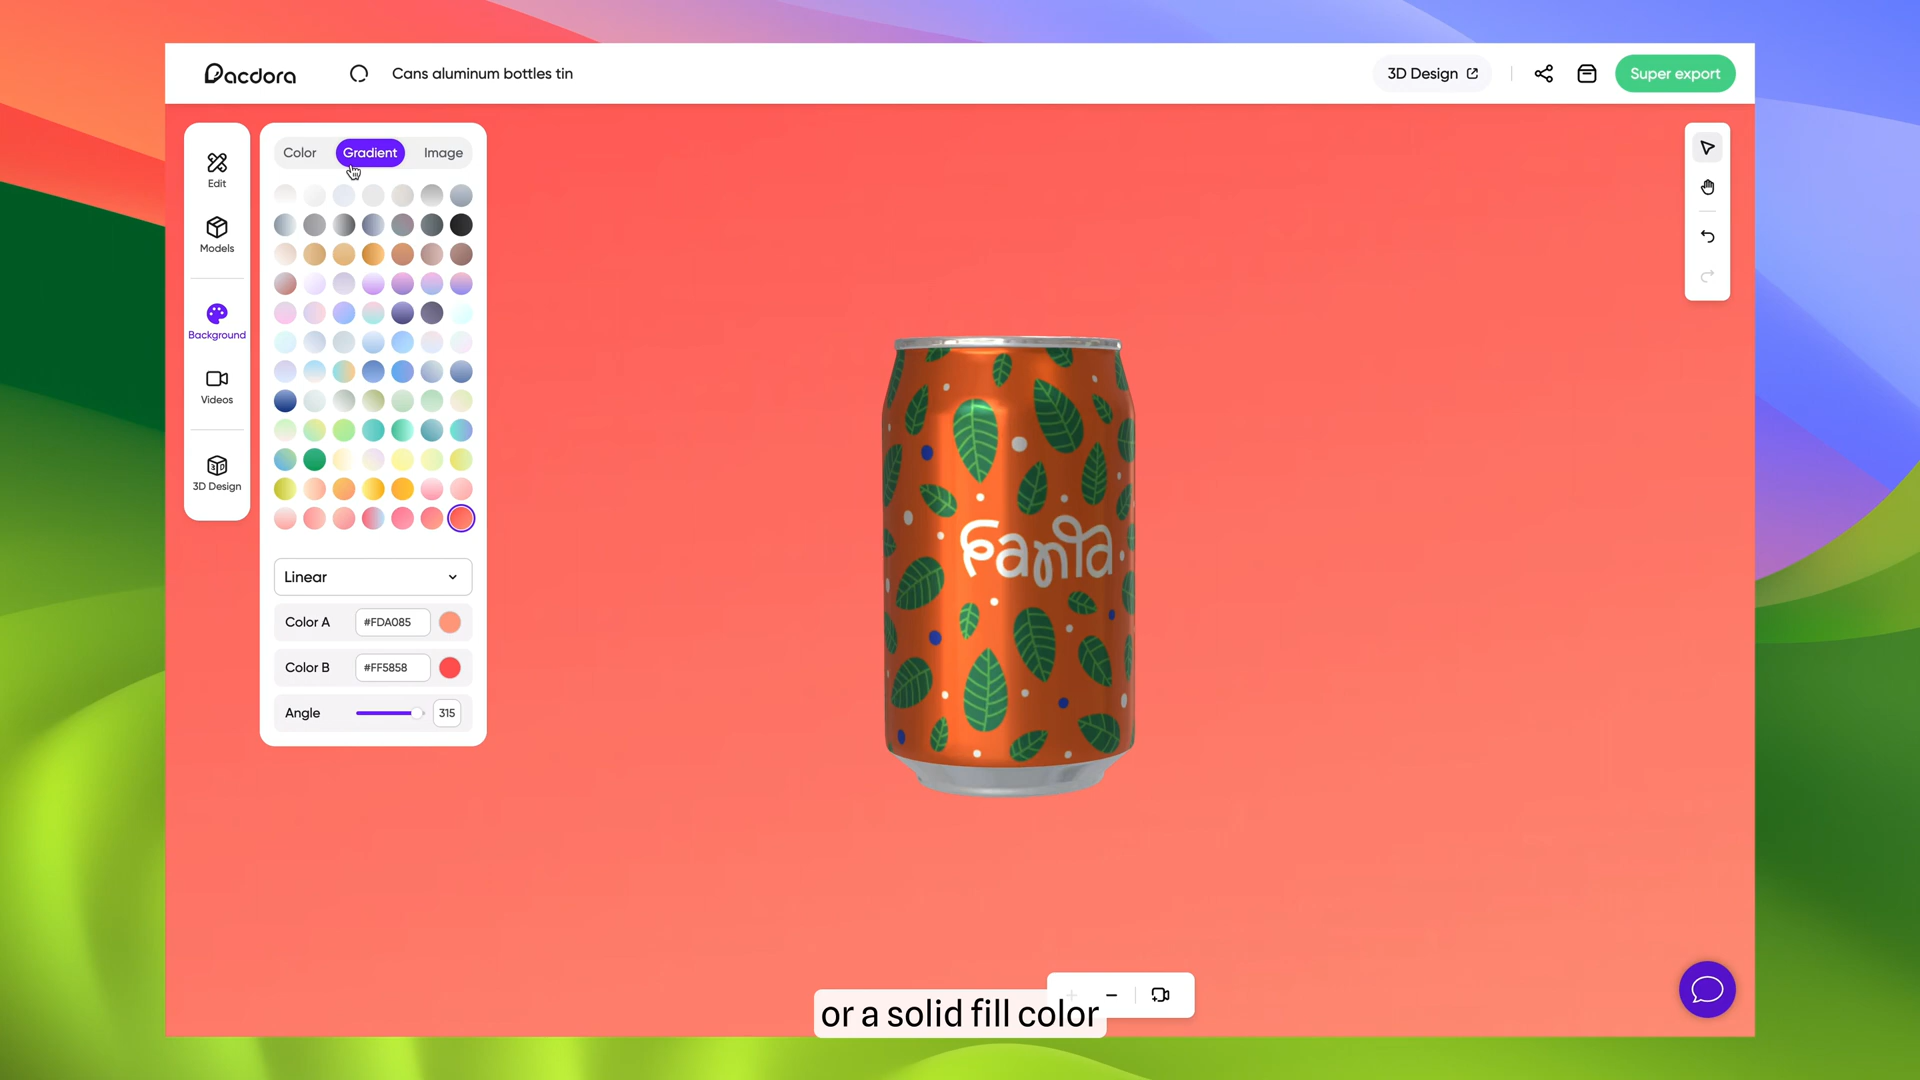 Pacdora
Cans aluminum bottles tin
3D Design
Super export
Edit
Models
Background
Videos
3D Design
Color
Gradient
Image
Linear
Color A
#FDA085
Color B
#FF5858
Angle
315
Fanta
or a solid fill color